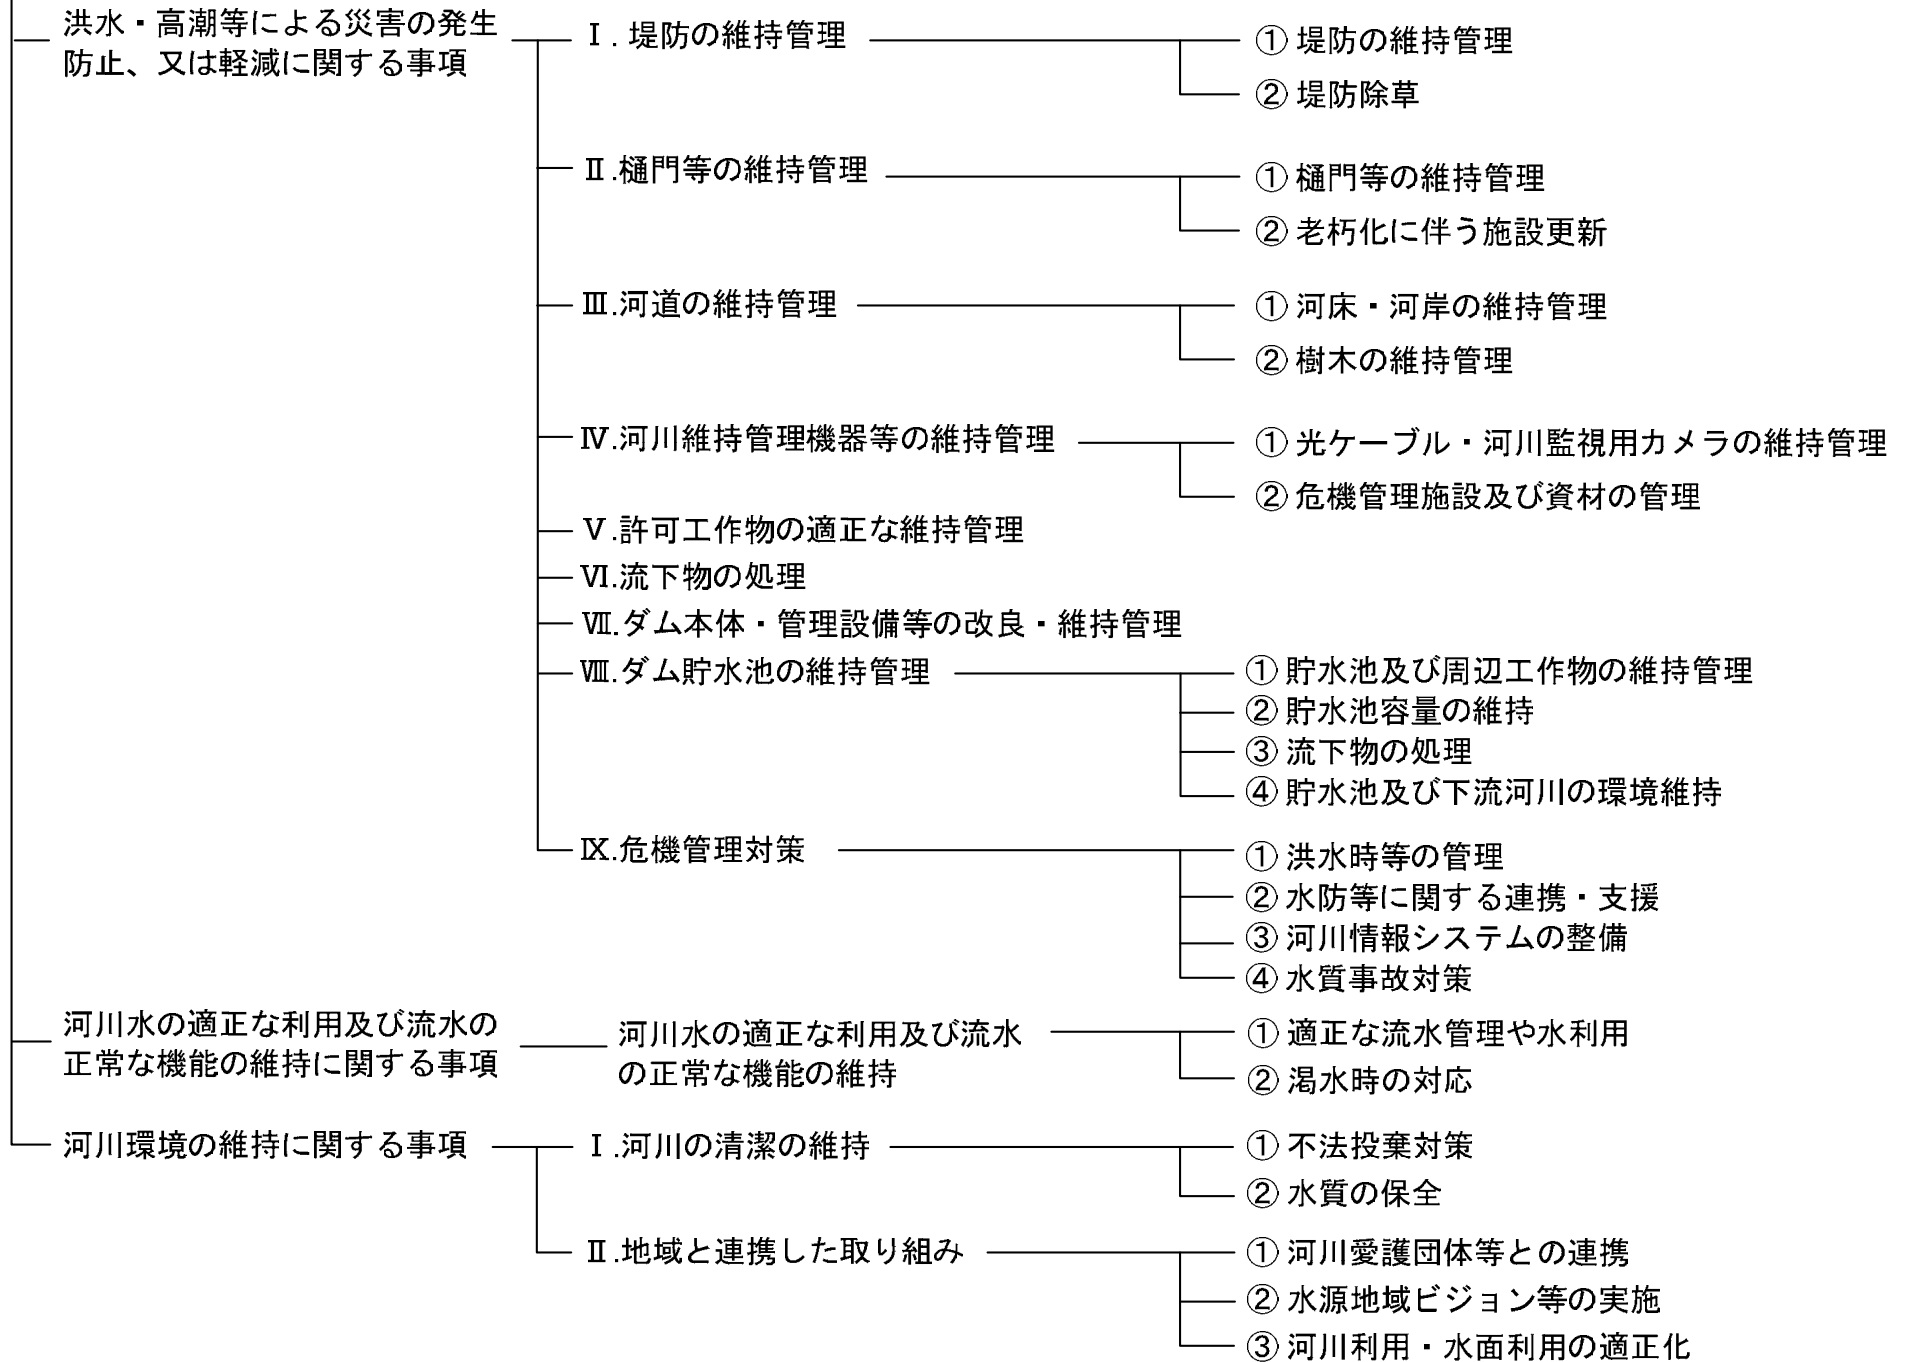 洪水・高潮等による災害の発生
防止、又は軽減に関する事項
Ⅰ.堤防の維持管理
①堤防の維持管理
②堤防除草
Ⅱ.樋門等の維持管理
①樋門等の維持管理
②老朽化に伴う施設更新
Ⅲ.河道の維持管理
①河床・河岸の維持管理
②樹木の維持管理
Ⅳ.河川維持管理機器等の維持管理
①光ケーブル・河川監視用カメラの維持管理
②危機管理施設及び資材の管理
Ⅴ.許可工作物の適正な維持管理
Ⅵ.流下物の処理
Ⅶ.ダム本体・管理設備等の改良・維持管理
Ⅷ.ダム貯水池の維持管理
①貯水池及び周辺工作物の維持管理
②貯水池容量の維持
③流下物の処理
④貯水池及び下流河川の環境維持
Ⅸ.危機管理対策
①洪水時等の管理
②水防等に関する連携・支援
③河川情報システムの整備
④水質事故対策
河川水の適正な利用及び流水の
正常な機能の維持に関する事項
河川水の適正な利用及び流水
の正常な機能の維持
①適正な流水管理や水利用
②渇水時の対応
河川環境の維持に関する事項
Ⅰ.河川の清潔の維持
①不法投棄対策
②水質の保全
Ⅱ.地域と連携した取り組み
①河川愛護団体等との連携
②水源地域ビジョン等の実施
③河川利用・水面利用の適正化